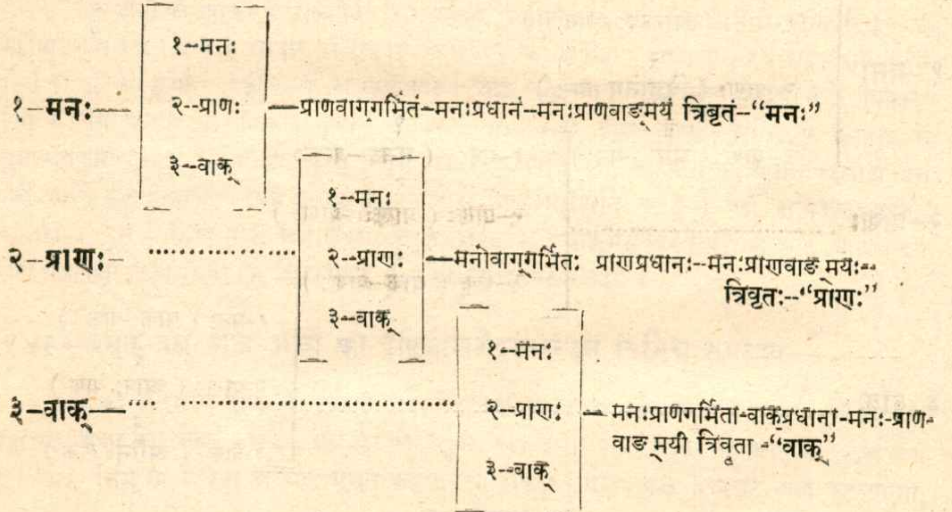 १--मनः
१--मनः-- २--प्राणः --प्राणवाग्गर्भितं-मनःप्रधानं--मनःप्राणवाङ्मयं त्रिवृतं-"मनः"
३--वाक्
१--मनः
२--प्राणः- .................. २--प्राणः --मनोवाग्गर्भितः प्राणप्रधानः--मनःप्राणवाङ्मयः--
त्रिवृतः--"प्राणः"
३--वाक्
१--मनः
३--वाक्-- .................. २--प्राणः -- मनःप्राणगर्भिता-वाक्प्रधाना-मनः-प्राण-
वाङ्मयी त्रिवृता -"वाक्"
३--वाक्